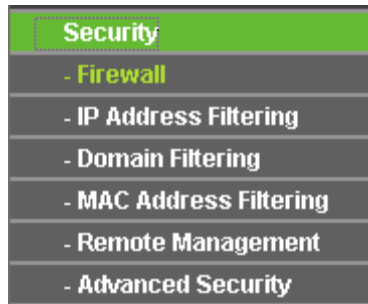 Security
- Firewall
- IP Address Filtering
- Domain Filtering
- MAC Address Filtering
- Remote Management
- Advanced Security